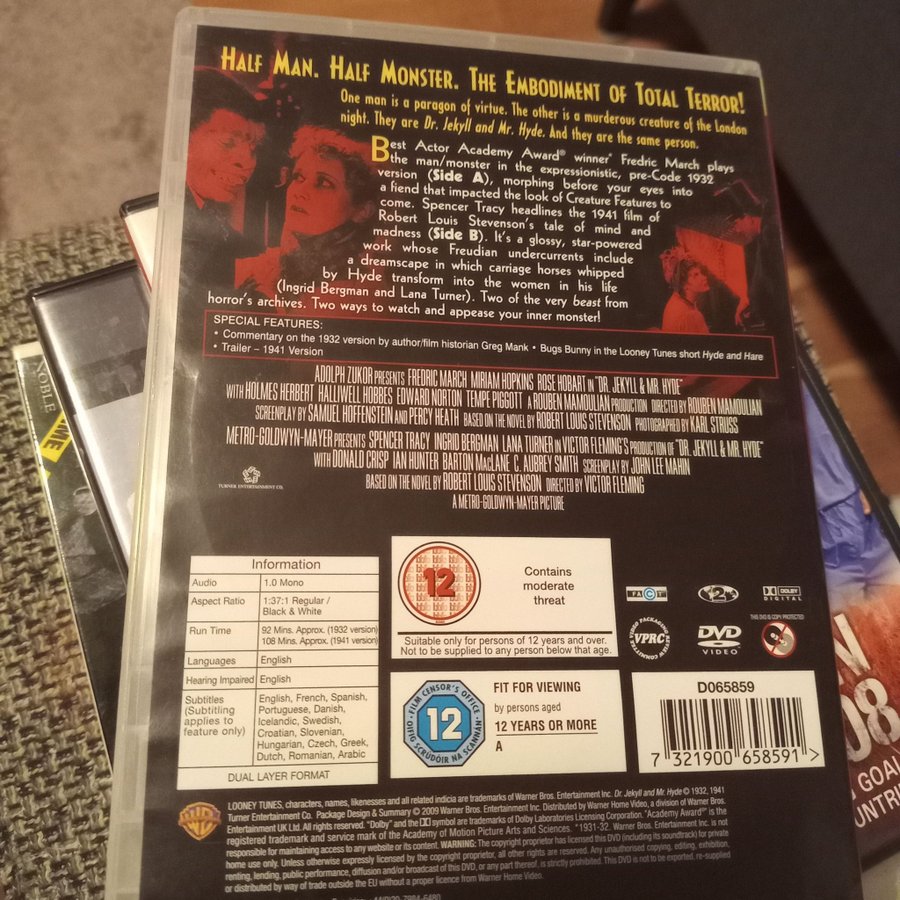 HALF MAN. HALF MONSTER. THE EMBODIMENT OF TOTAL TERROR!
One man is a paragon of virtue. The other is a murderous creature of the London
night. They are Dr. Jekyll and Mr. Hyde. And they are the same person.
Best Actor Academy Award® winner* Fredric March plays
the man/monster in the expressionistic, pre-Code 1932
version (Side A), morphing before your eyes into
a fiend that impacted the look of Creature Features to
come. Spencer Tracy headlines the 1941 film of
Robert Louis Stevenson's tale of mind and
madness (Side B). It's a glossy, star-powered
work whose Freudian undercurrents include
a dreamscape in which carriage horses whipped
by Hyde transform into the women in his life
(Ingrid Bergman and Lana Turner). Two of the very beast from
horror's archives. Two ways to watch and appease your inner monster!
SPECIAL FEATURES:
• Commentary on the 1932 version by author/film historian Greg Mank • Bugs Bunny in the Looney Tunes short Hyde and Hare
• Trailer – 1941 Version
ADOLPH ZUKOR PRESENTS FREDRIC MARCH MIRIAM HOPKINS ROSE HOBART IN "DR. JEKYLL & MR. HYDE"
WITH HOLMES HERBERT HALLIWELL HOBBES EDWARD NORTON TEMPE PIGGOTT A ROUBEN MAMOULIAN PRODUCTION DIRECTED BY ROUBEN MAMOULIAN
SCREENPLAY BY SAMUEL HOFFENSTEIN AND PERCY HEATH BASED ON THE NOVEL BY ROBERT LOUIS STEVENSON PHOTOGRAPHED BY KARL STRUSS
METRO-GOLDWYN-MAYER PRESENTS SPENCER TRACY INGRID BERGMAN LANA TURNER IN VICTOR FLEMING'S PRODUCTION OF "DR. JEKYLL & MR. HYDE"
WITH DONALD CRISP IAN HUNTER BARTON MacLANE C. AUBREY SMITH SCREENPLAY BY JOHN LEE MAHIN
BASED ON THE NOVEL BY ROBERT LOUIS STEVENSON DIRECTED BY VICTOR FLEMING
A METRO-GOLDWYN-MAYER PICTURE
TURNER ENTERTAINMENT CO.
Information
Audio 1.0 Mono
Aspect Ratio 1:37:1 Regular /
Black & White
Run Time 92 Mins. Approx. (1932 version)
108 Mins. Approx. (1941 version)
Languages English
Hearing Impaired English
Subtitles English, French, Spanish,
(Subtitling Portuguese, Danish,
applies to Icelandic, Swedish,
feature only) Croatian, Slovenian,
Hungarian, Czech, Greek,
Dutch, Romanian, Arabic
DUAL LAYER FORMAT
12
Contains
moderate
threat
Suitable only for persons of 12 years and over.
Not to be supplied to any person below that age.
FILM CENSOR'S OFFICE
12
OIFIG SCRÚDÓIR NA SCANNÁN
FIT FOR VIEWING
by persons aged
12 YEARS OR MORE
A
FACT
2
DOLBY
DIGITAL
VIDEO PACKAGING REVIEW COMMITTEE
VPRC
DVD
VIDEO
THIS DVD IS COPY PROTECTED
D065859
7 321900 658591 >
WB
LOONEY TUNES, characters, names, likenesses and all related indicia are trademarks of Warner Bros. Entertainment Inc. Dr. Jekyll and Mr. Hyde © 1932, 1941
Turner Entertainment Co. Package Design & Summary © 2009 Warner Bros. Entertainment Inc. Distributed by Warner Home Video, a division of Warner Bros.
Entertainment UK Ltd. All rights reserved. "Dolby" and the DD symbol are trademarks of Dolby Laboratories Licensing Corporation. "Academy Award®" is the
registered trademark and service mark of the Academy of Motion Picture Arts and Sciences. *1931-32. Warner Bros. Entertainment Inc. are not
responsible for maintaining access to any website or its content. WARNING: The copyright proprietor has licensed this DVD (including its soundtrack) for private
home use only. Unless otherwise expressly licensed by the copyright proprietor, all other rights are reserved. Any unauthorised copying, editing, exhibition,
renting, lending, public performance, diffusion and/or broadcast of this DVD, or any part thereof, is strictly prohibited. This DVD is not to be exported, re-supplied
or distributed by way of trade outside the EU without a proper licence from Warner Home Video.
NOBLE
08
GOAL